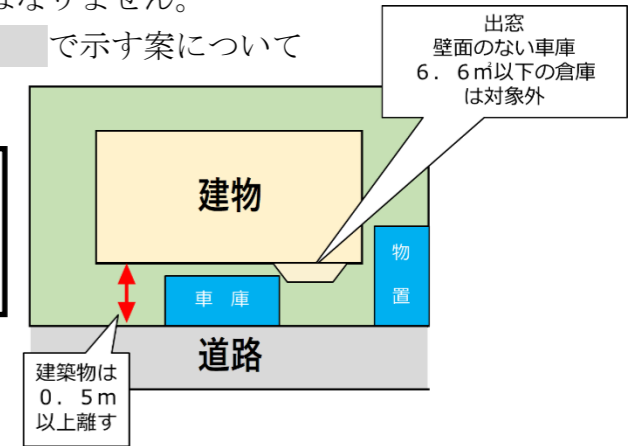 なりません。
で示す案について
出窓
壁面のない車庫
6．6㎡以下の倉庫
は対象外
建物
物
置
車 庫
道路
建築物は
0．5m
以上離す